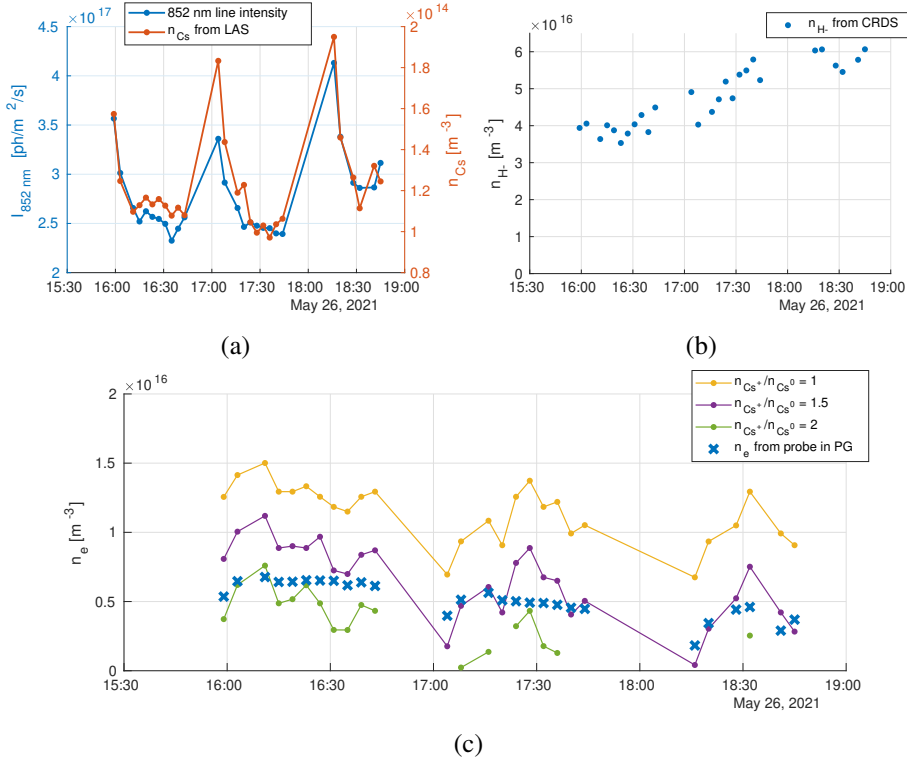 ×10^17
852 nm line intensity
n_Cs from LAS
×10^14
4.5
4
3.5
3
2.5
2
I_852 nm [ph/m^2/s]
2
1.8
1.6
1.4
1.2
1
0.8
n_Cs [m^-3]
15:30 16:00 16:30 17:00 17:30 18:00 18:30 19:00
May 26, 2021
(a)
×10^16
n_H- from CRDS
6
4
2
0
n_H- [m^-3]
15:30 16:00 16:30 17:00 17:30 18:00 18:30 19:00
May 26, 2021
(b)
×10^16
n_Cs+/n_Cs0 = 1
n_Cs+/n_Cs0 = 1.5
n_Cs+/n_Cs0 = 2
n_e from probe in PG
2
1.5
1
0.5
0
n_e [m^-3]
15:30 16:00 16:30 17:00 17:30 18:00 18:30 19:00
May 26, 2021
(c)